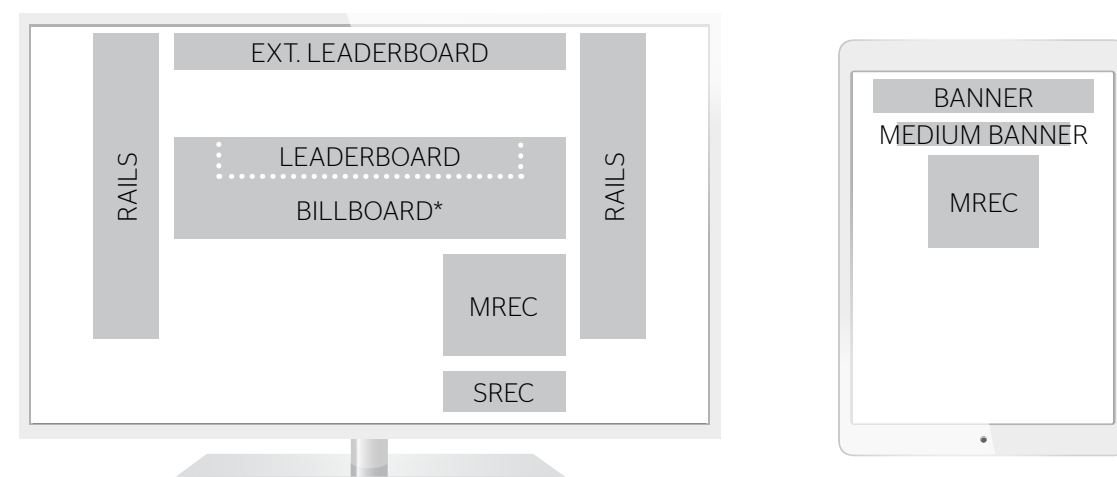 EXT. LEADERBOARD
RAILS
LEADERBOARD
BILLBOARD*
RAILS
MREC
SREC
BANNER
MEDIUM BANNER
MREC